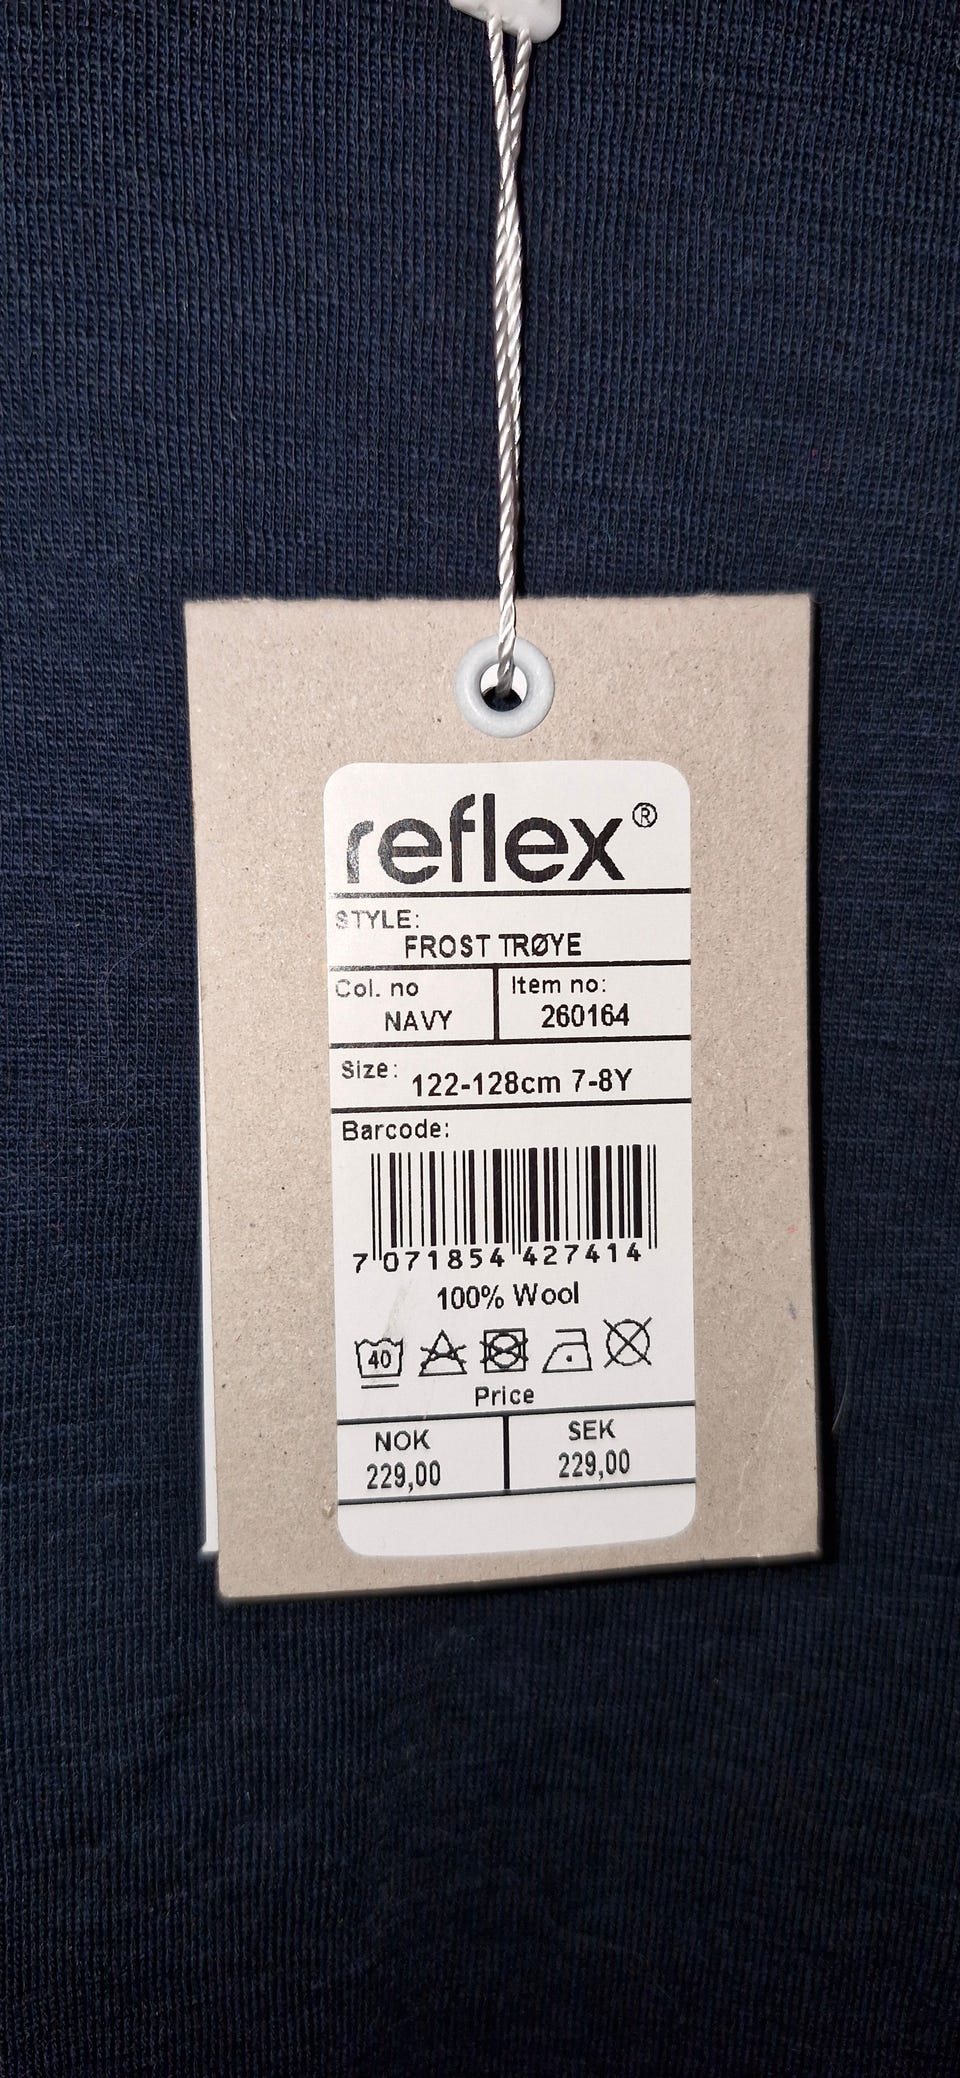 reflex®
STYLE:
FROST TRØYE
Col. no
NAVY
Item no:
260164
Size: 122-128cm 7-8Y
Barcode:
7 071854 427414
100% Wool
40
Price
NOK
229,00
SEK
229,00